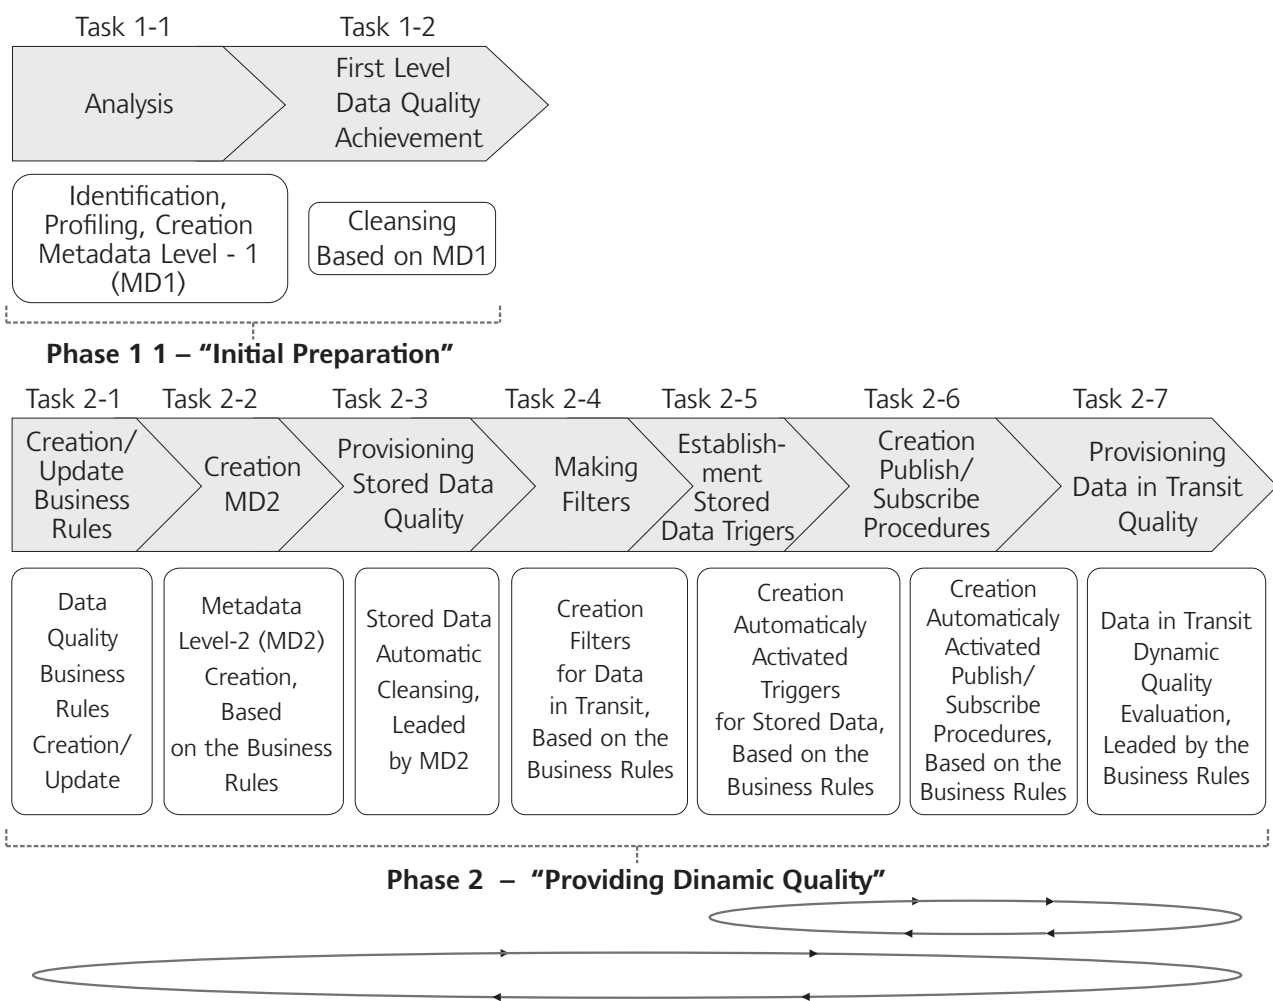 Task 1-1
Task 1-2
Analysis
First Level
Data Quality
Achievement
Identification,
Profiling, Creation
Metadata Level - 1
(MD1)
Cleansing
Based on MD1
Phase 1 1 – “Initial Preparation”
Task 2-1
Task 2-2
Task 2-3
Task 2-4
Task 2-5
Task 2-6
Task 2-7
Creation/
Update
Business
Rules
Creation
MD2
Provisioning
Stored Data
Quality
Making
Filters
Establish-
ment
Stored
Data Trigers
Creation
Publish/
Subscribe
Procedures
Provisioning
Data in Transit
Quality
Data
Quality
Business
Rules
Creation/
Update
Metadata
Level-2 (MD2)
Creation,
Based
on the Business
Rules
Stored Data
Automatic
Cleansing,
Leaded
by MD2
Creation
Filters
for Data
in Transit,
Based on the
Business Rules
Creation
Automaticaly
Activated
Triggers
for Stored Data,
Based on the
Business Rules
Creation
Automaticaly
Activated
Publish/
Subscribe
Procedures,
Based on the
Business Rules
Data in Transit
Dynamic
Quality
Evaluation,
Leaded by the
Business Rules
Phase 2 – “Providing Dinamic Quality”